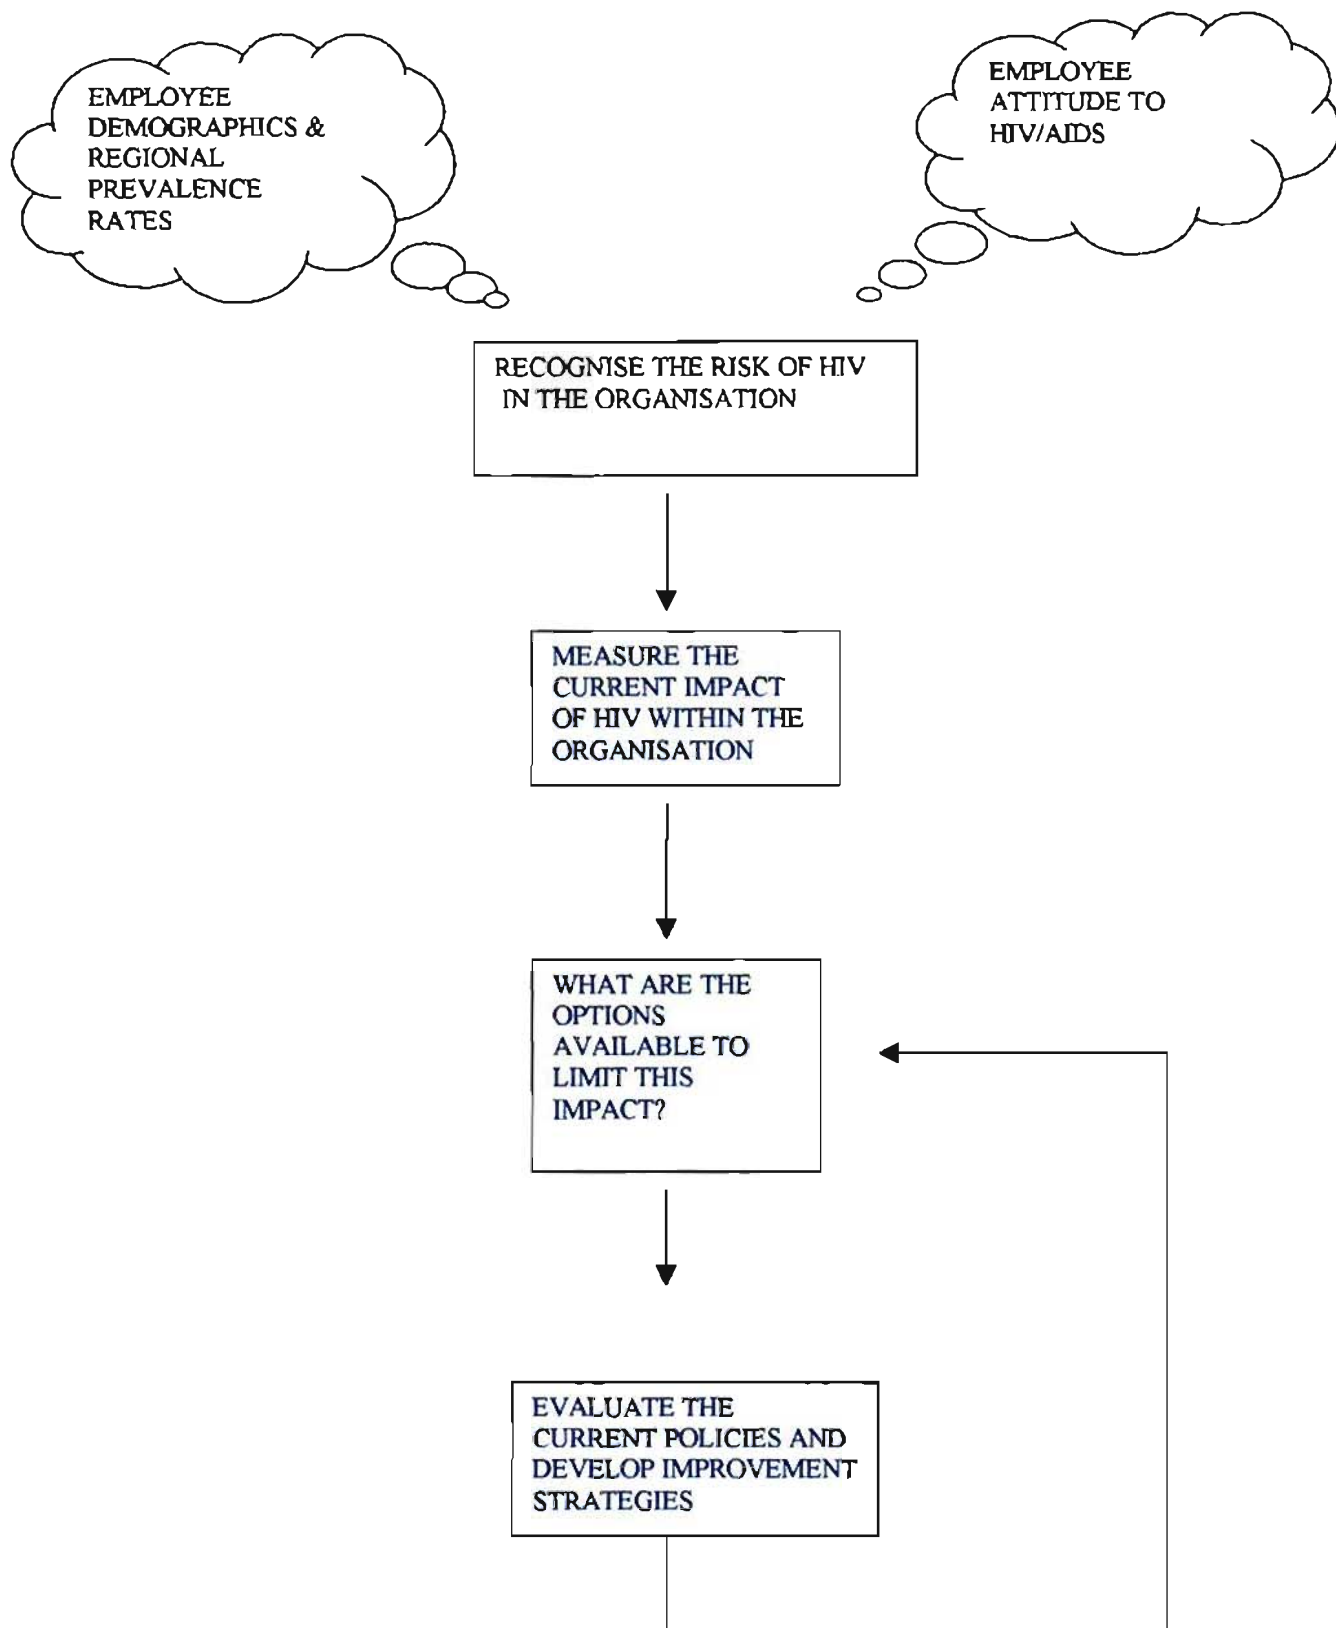 EMPLOYEE
DEMOGRAPHICS &
REGIONAL
PREVALENCE
RATES
EMPLOYEE
ATTITUDE TO
HIV/AIDS
RECOGNISE THE RISK OF HIV
IN THE ORGANISATION
MEASURE THE
CURRENT IMPACT
OF HIV WITHIN THE
ORGANISATION
WHAT ARE THE
OPTIONS
AVAILABLE TO
LIMIT THIS
IMPACT?
EVALUATE THE
CURRENT POLICIES AND
DEVELOP IMPROVEMENT
STRATEGIES